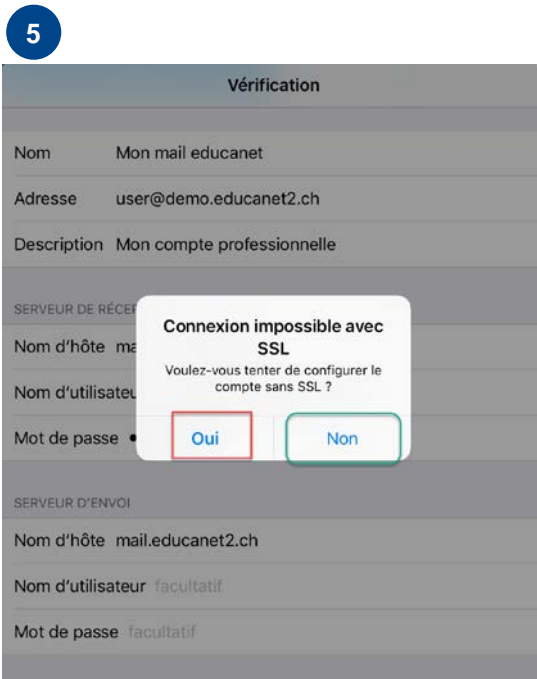 5
Vérification
Nom Mon mail educanet
Adresse user@demo.educanet2.ch
Description Mon compte professionnelle
SERVEUR DE RÉCEP
Connexion impossible avec
SSL
Voulez-vous tenter de configurer le
compte sans SSL ?
Oui Non
Nom d'hôte ma
Nom d'utilisateu
Mot de passe •
SERVEUR D'ENVOI
Nom d'hôte mail.educanet2.ch
Nom d'utilisateur facultatif
Mot de passe facultatif